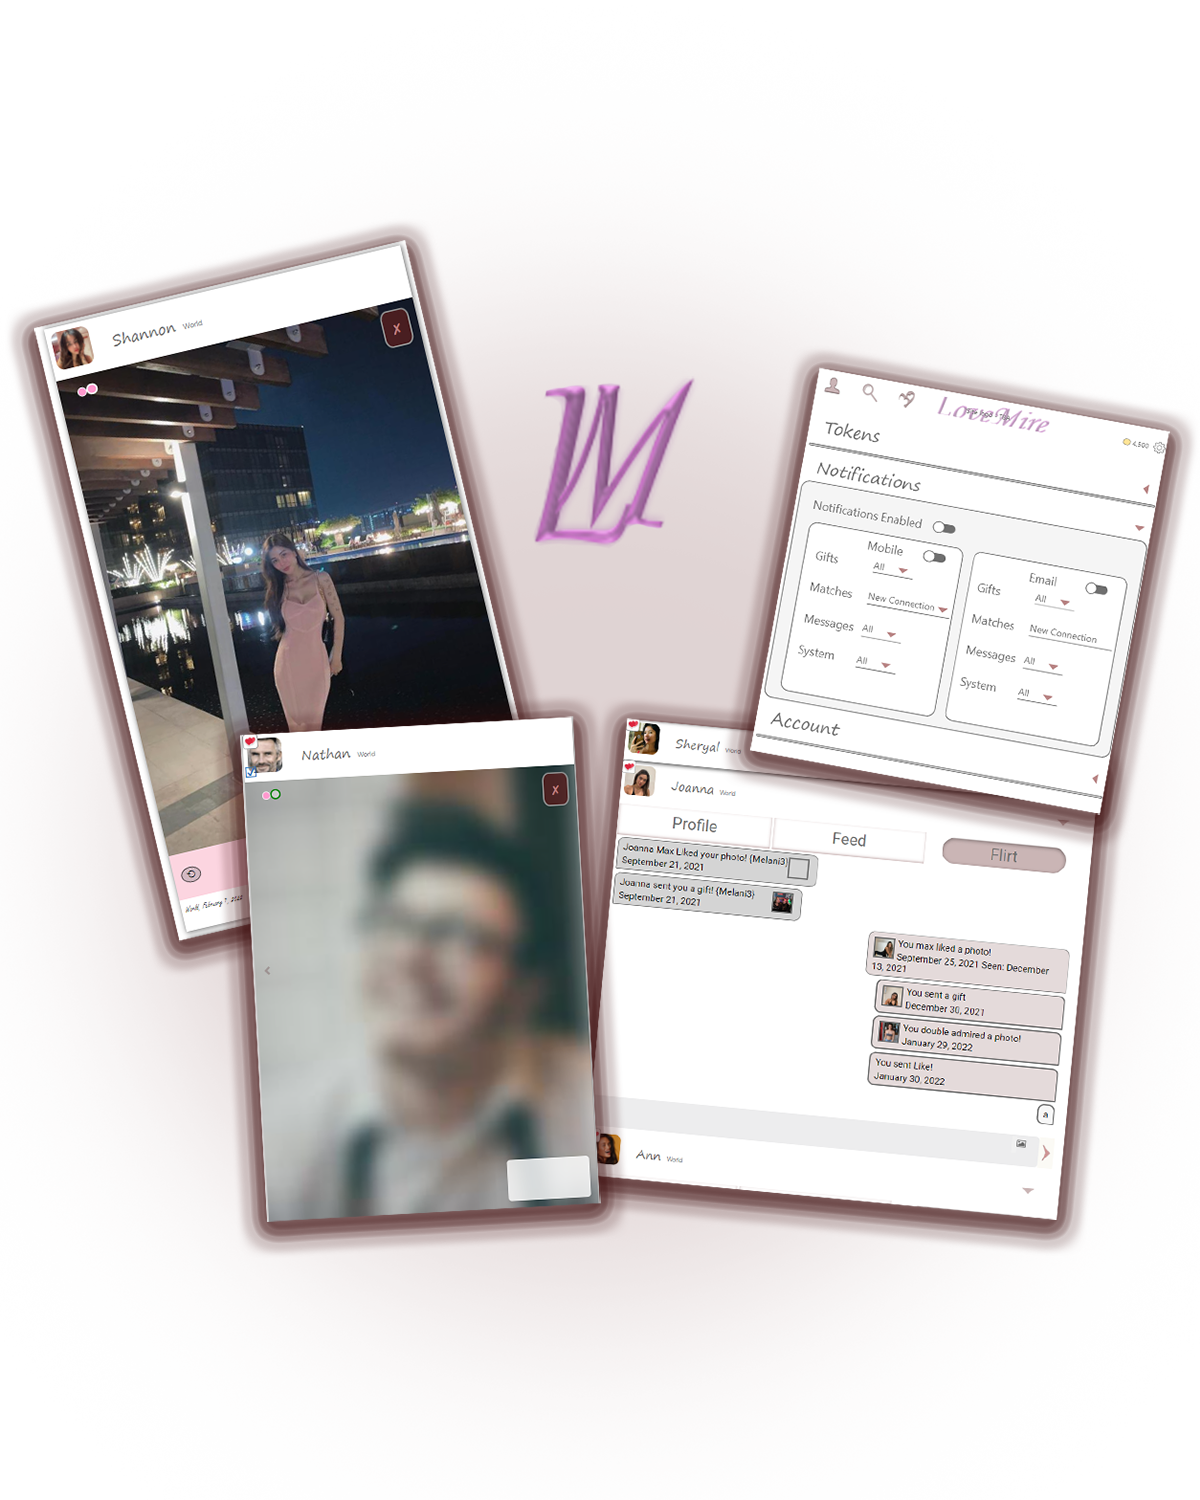 Shannon World
X
World, February 7, 2022
LM
LoveMire
4,500
Tokens
Notifications
Notifications Enabled
Mobile
Gifts All
Matches New Connection
Messages All
System All
Email
Gifts All
Matches New Connection
Messages All
System All
Account
Nathan World
X
Sheryal World
Joanna World
Profile Feed Flirt
Joanna Max Liked your photo! (Melani3)
September 21, 2021
Joanna sent you a gift! (Melani3)
September 21, 2021
You max liked a photo!
September 25, 2021 Seen: December
13, 2021
You sent a gift
December 30, 2021
You double admired a photo!
January 29, 2022
You sent Like!
January 30, 2022
a
Ann World